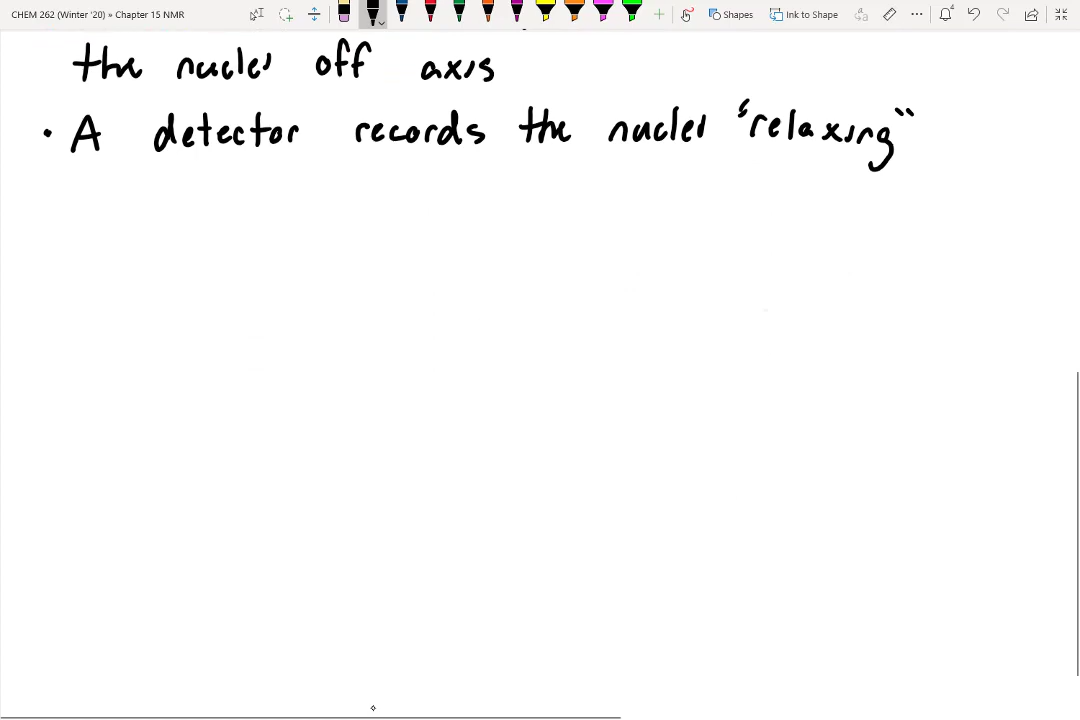 CHEM 262 (Winter '20) » Chapter 15 NMR
Shapes
Ink to Shape
the nuclei off axis
• A detector records the nuclei "relaxing"